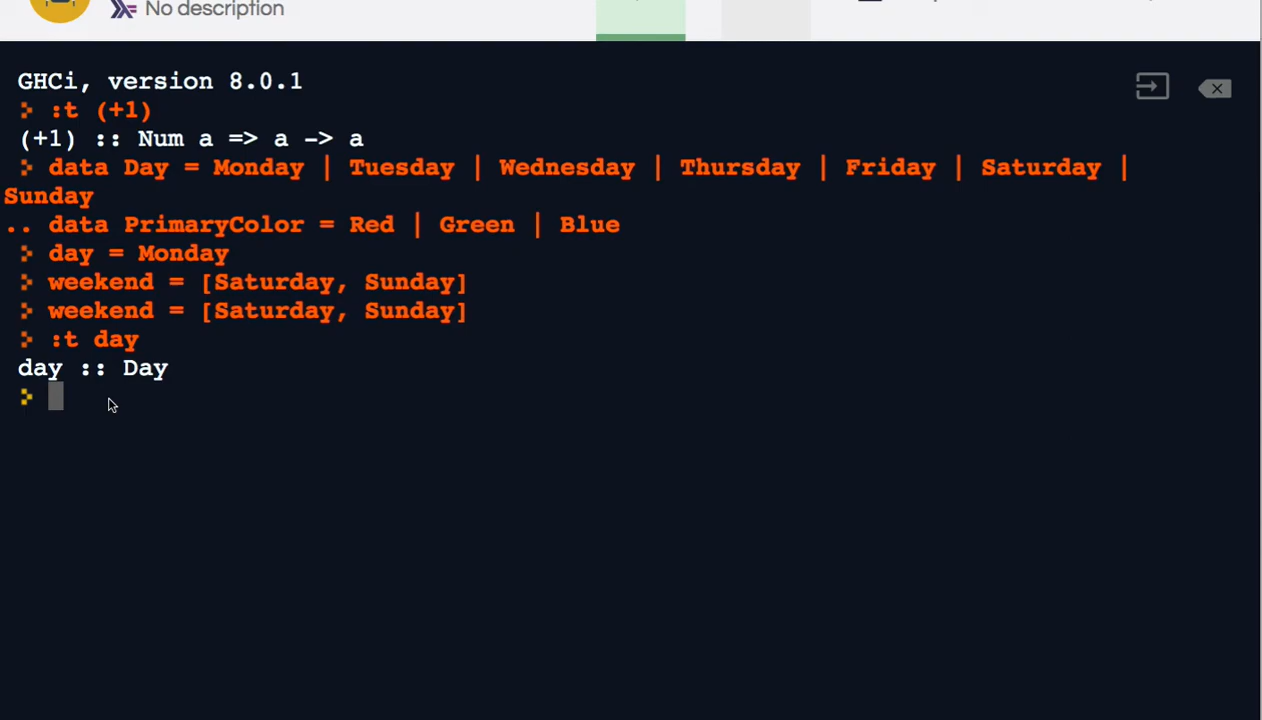 No description
GHCi, version 8.0.1
:t (+1)
(+1) :: Num a => a -> a
data Day = Monday | Tuesday | Wednesday | Thursday | Friday | Saturday |
Sunday
.. data PrimaryColor = Red | Green | Blue
day = Monday
weekend = [Saturday, Sunday]
weekend = [Saturday, Sunday]
:t day
day :: Day